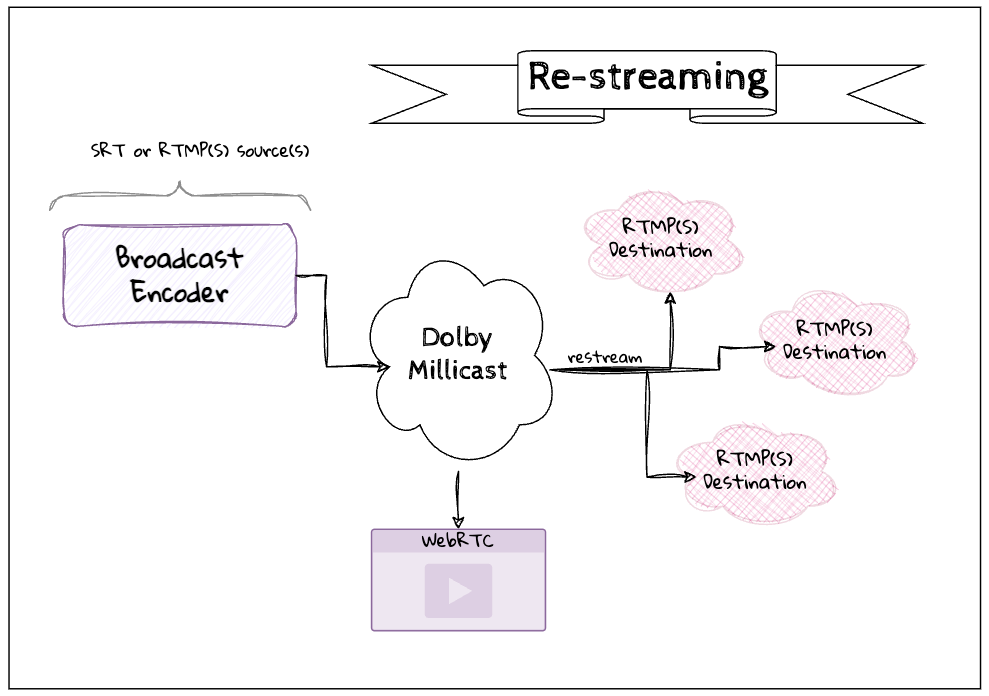 Re-streaming
SRT or RTMP(S) source(s)
Broadcast
Encoder
Dolby
Millicast
restream
RTMP(S)
Destination
RTMP(S)
Destination
RTMP(S)
Destination
WebRTC